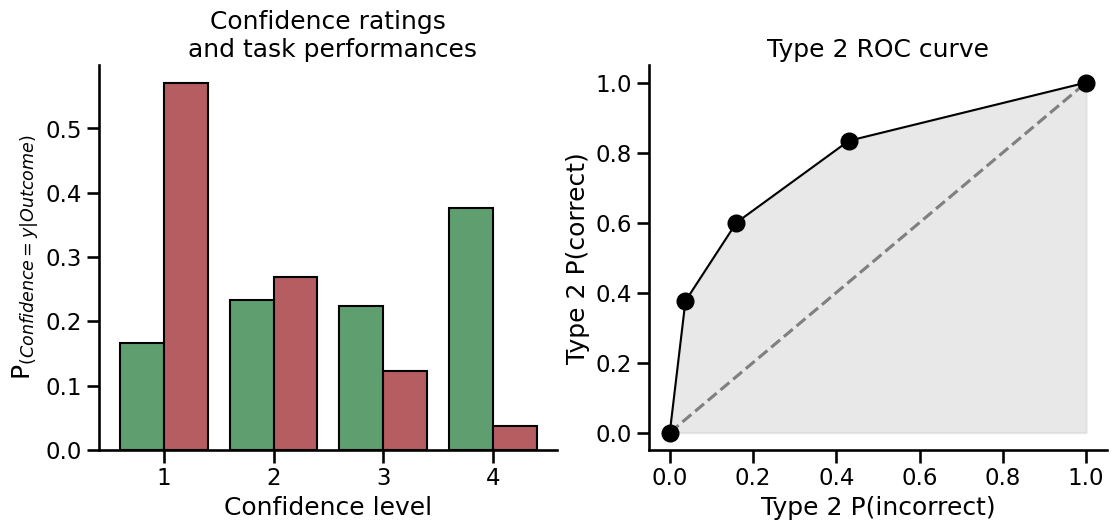 Confidence ratings
and task performances
P(Confidence = y|Outcome)
0.5
0.4
0.3
0.2
0.1
0.0
1 2 3 4
Confidence level
Type 2 ROC curve
Type 2 P(correct)
1.0
0.8
0.6
0.4
0.2
0.0
0.0 0.2 0.4 0.6 0.8 1.0
Type 2 P(incorrect)